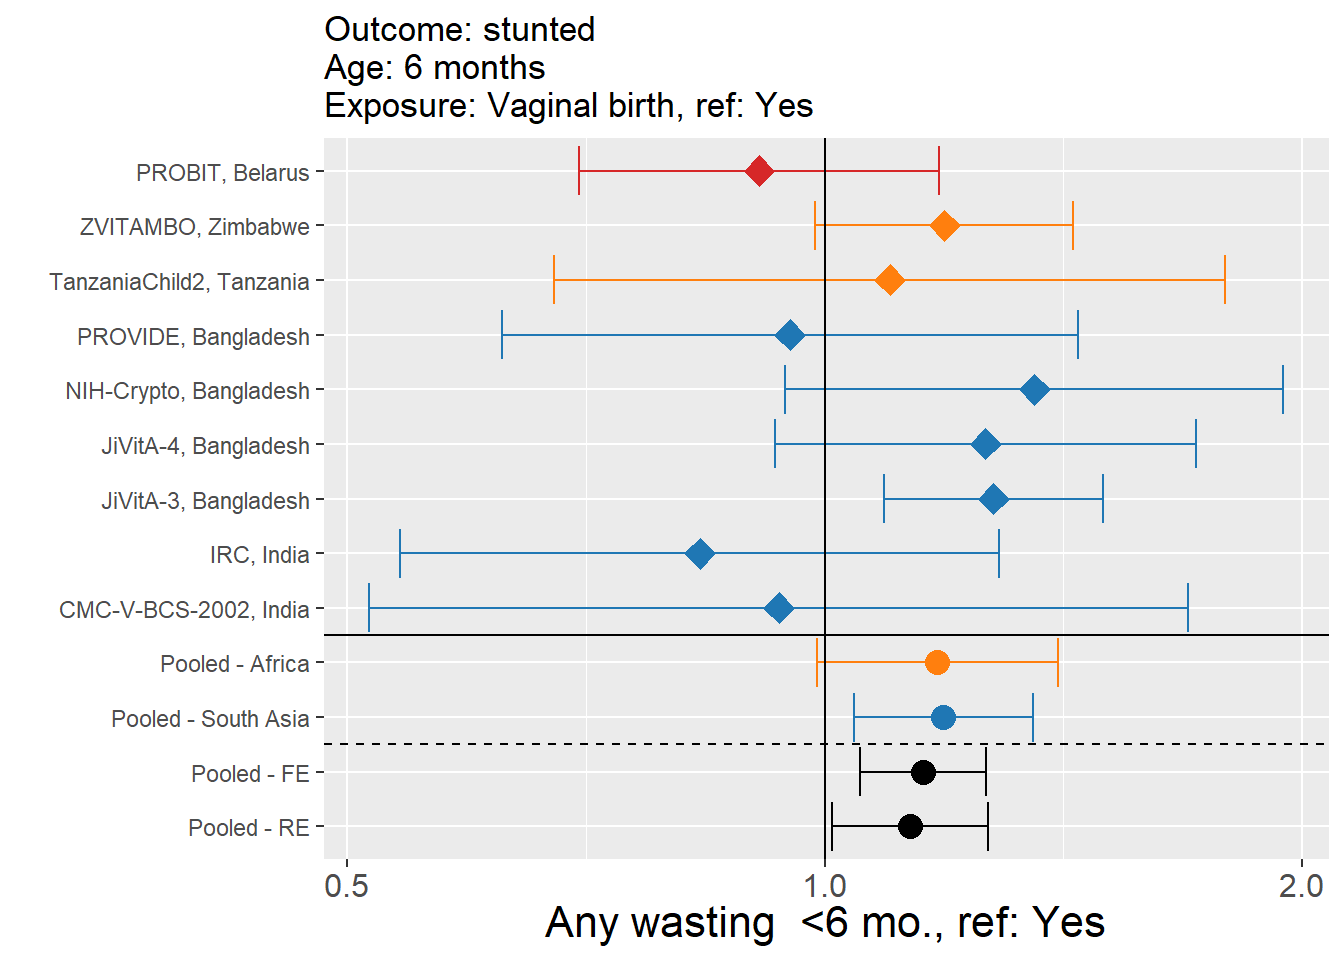 Outcome: stunted
Age: 6 months
Exposure: Vaginal birth, ref: Yes
PROBIT, Belarus
ZVITAMBO, Zimbabwe
TanzaniaChild2, Tanzania
PROVIDE, Bangladesh
NIH-Crypto, Bangladesh
JiVitA-4, Bangladesh
JiVitA-3, Bangladesh
IRC, India
CMC-V-BCS-2002, India
Pooled - Africa
Pooled - South Asia
Pooled - FE
Pooled - RE
0.5 1.0 2.0
Any wasting  <6 mo., ref: Yes